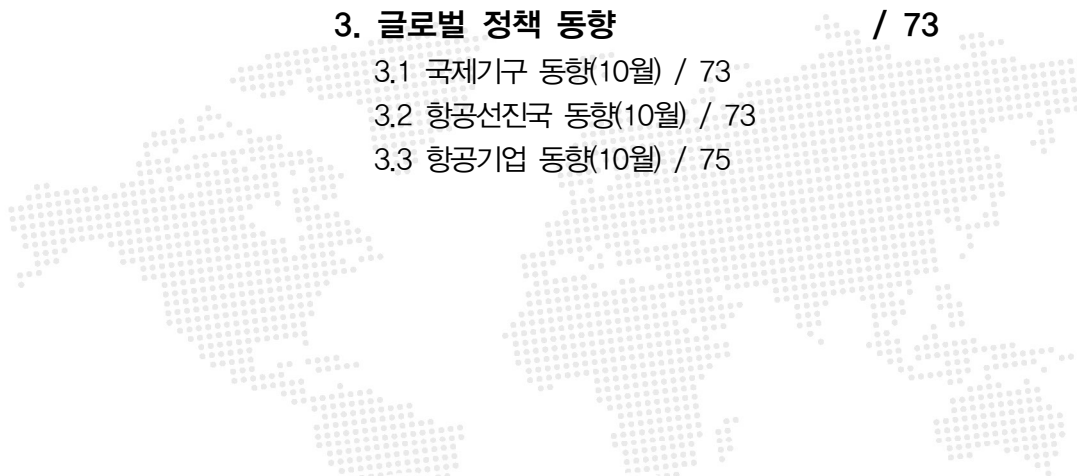 3. 글로벌 정책 동향 / 73
3.1 국제기구 동향(10월) / 73
3.2 항공선진국 동향(10월) / 73
3.3 항공기업 동향(10월) / 75